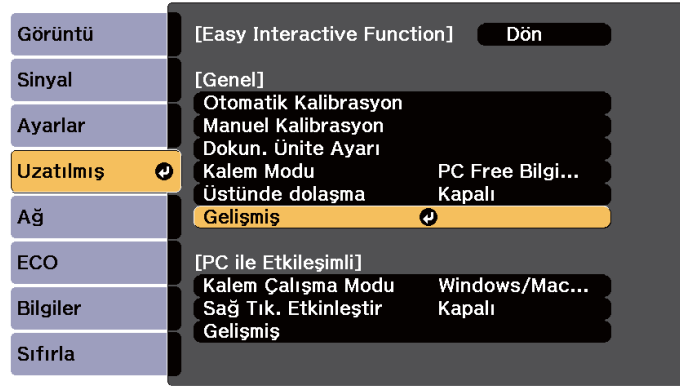 Görüntü
Sinyal
Ayarlar
Uzatılmış
Ağ
ECO
Bilgiler
Sıfırla
[Easy Interactive Function] Dön
[Genel]
Otomatik Kalibrasyon
Manuel Kalibrasyon
Dokun. Ünite Ayarı
Kalem Modu PC Free Bilgi...
Üstünde dolaşma Kapalı
Gelişmiş
[PC ile Etkileşimli]
Kalem Çalışma Modu Windows/Mac...
Sağ Tık. Etkinleştir Kapalı
Gelişmiş